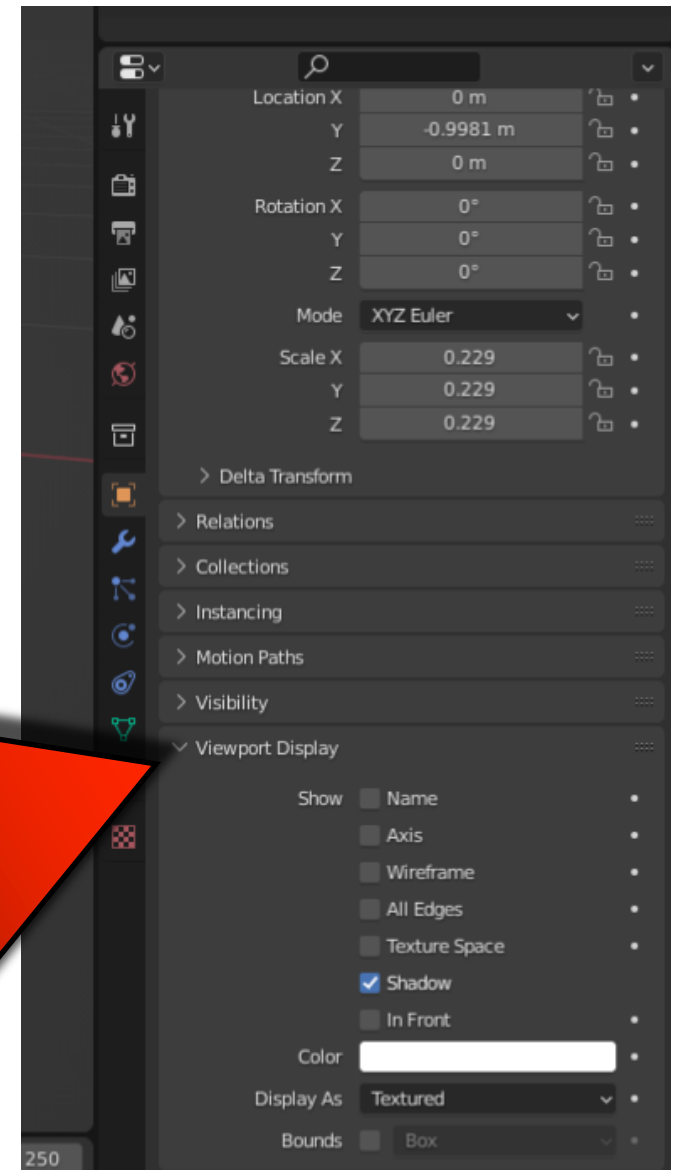 Location X 0 m
Y -0.9981 m
Z 0 m
Rotation X 0°
Y 0°
Z 0°
Mode XYZ Euler
Scale X 0.229
Y 0.229
Z 0.229
Delta Transform
Relations
Collections
Instancing
Motion Paths
Visibility
Viewport Display
Show Name
Axis
Wireframe
All Edges
Texture Space
Shadow
In Front
Color
Display As Textured
Bounds Box
250